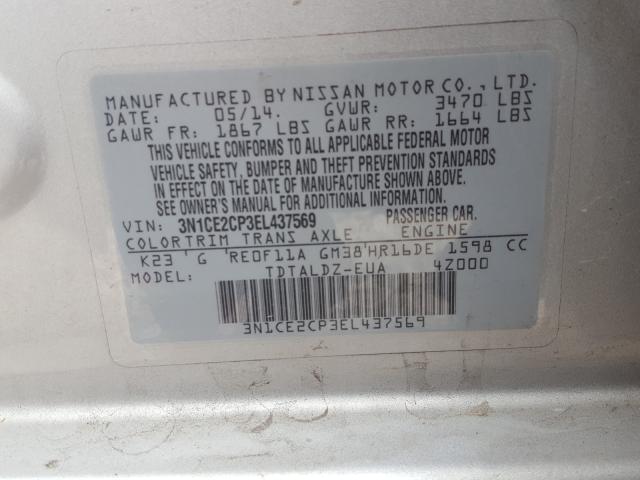 MANUFACTURED BY NISSAN MOTOR CO., LTD.
DATE: 05/14. GVWR: 3470 LBS
GAWR FR: 1867 LBS GAWR RR: 1664 LBS
THIS VEHICLE CONFORMS TO ALL APPLICABLE FEDERAL MOTOR
VEHICLE SAFETY, BUMPER AND THEFT PREVENTION STANDARDS
IN EFFECT ON THE DATE OF MANUFACTURE SHOWN ABOVE.
SEE OWNER'S MANUAL FOR ADDITIONAL INFORMATION.
VIN: 3N1CE2CP3EL437569 PASSENGER CAR.
COLOR TRIM TRANS AXLE ENGINE
K23 ' G 'RE0F11A GM38'HR16DE 1598 CC
MODEL: TDTALDZ-EUA 4Z000
3N1CE2CP3EL437569